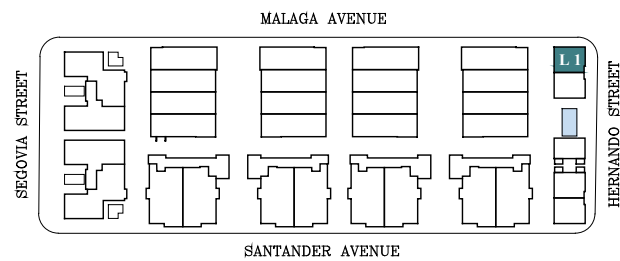 MALAGA AVENUE
SEGOVIA STREET
L 1
HERNANDO STREET
SANTANDER AVENUE